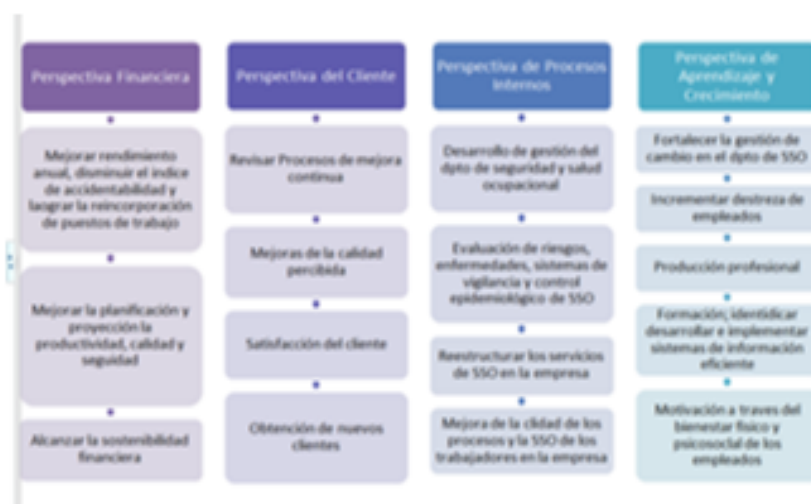 Perspectiva Financiera
Mejorar rendimiento
anual, disminuir el indice
de accidentabilidad y
laograr la reincorporación
de puestos de trabajo
Mejorar la planificación y
proyección la
productividad, calidad y
seguidad
Alcanzar la sostenibilidad
financiera
Perspectiva del Cliente
Revisar Procesos de mejora
continua
Mejoras de la calidad
percibida
Satisfacción del cliente
Obtención de nuevos
clientes
Perspectiva de Procesos
Internos
Desarrollo de gestión del
dpto de seguridad y salud
ocupacional
Evaluación de riesgos,
enfermedades, sistemas de
vigilancia y control
epidemiológico de SSO
Reestructurar los servicios
de SSO en la empresa
Mejora de la clidad de los
procesos y la SSO de los
trabajadores en la empresa
Perspectiva de
Aprendizaje y
Crecimiento
Fortalecer la gestión de
cambio en el dpto de SSO
Incrementar destreza de
empleados
Producción profesional
Formación; identidicar
desarrollar e implementar
sistemas de información
eficiente
Motivación a traves del
bienestar físico y
psicosocial de los
empleados